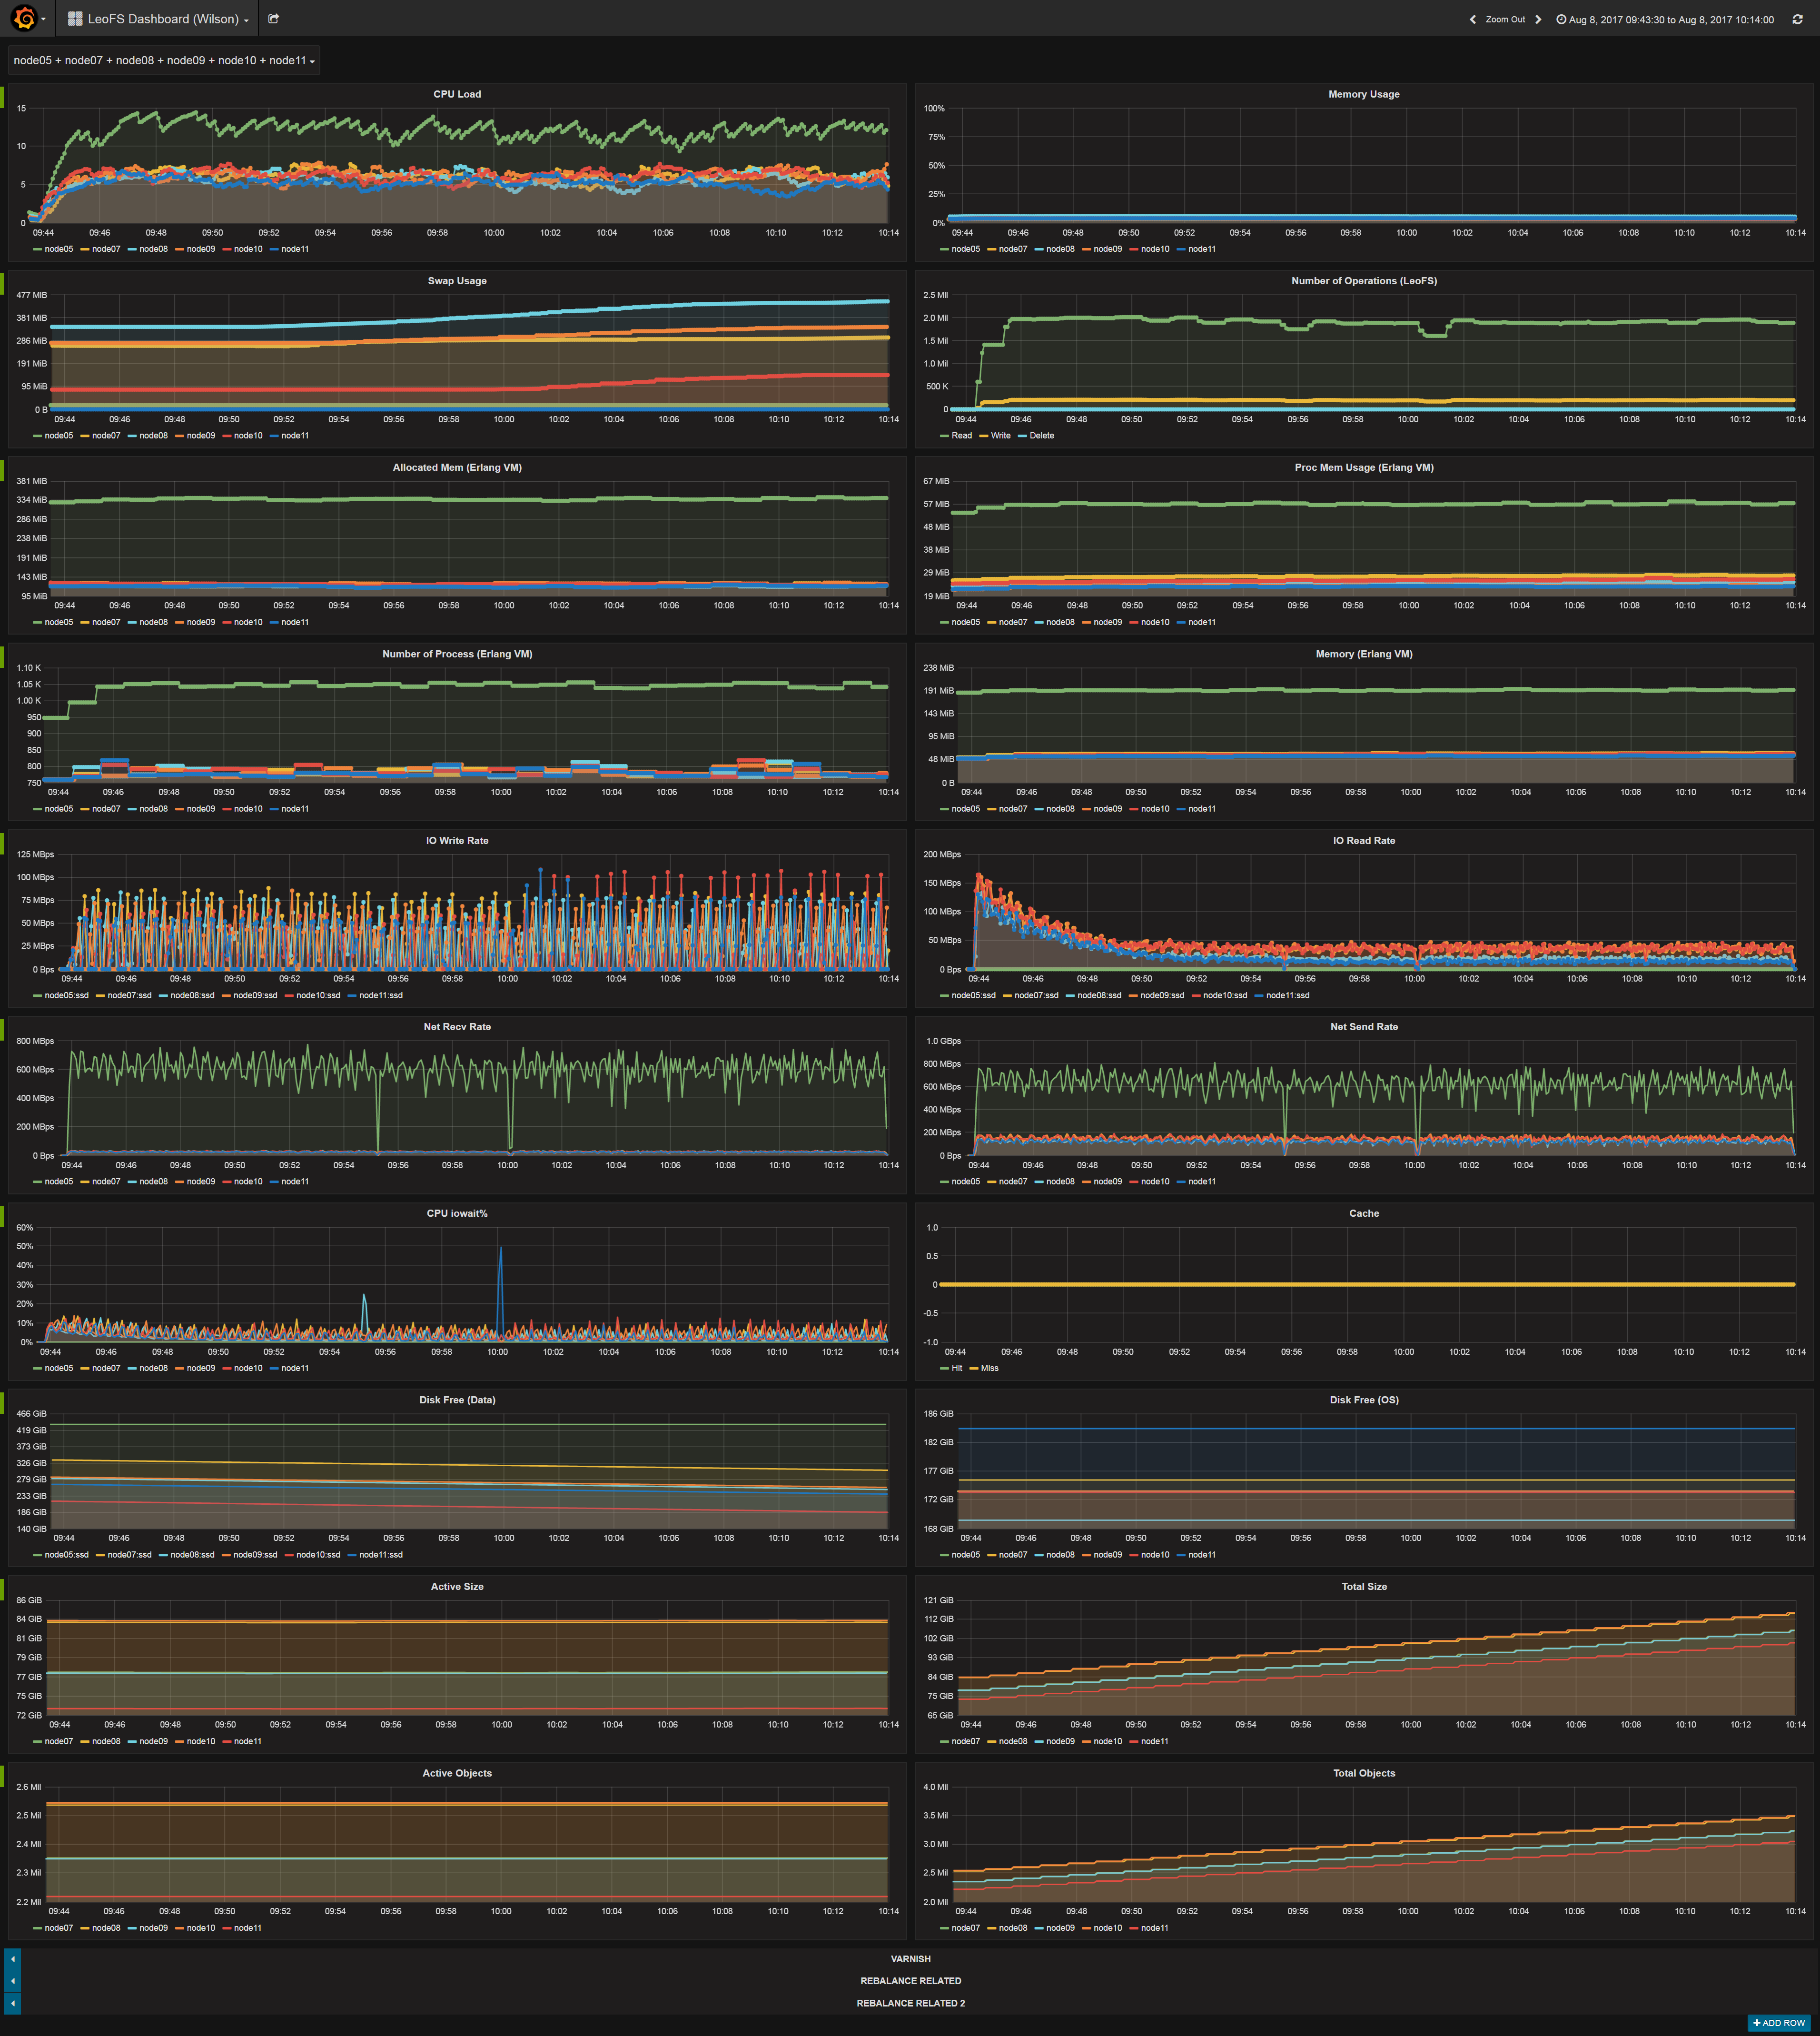 LeoFS Dashboard (Wilson)
Zoom Out
Aug 8, 2017 09:43:30 to Aug 8, 2017 10:14:00
node05 + node07 + node08 + node09 + node10 + node11
CPU Load
15
10
5
0
09:44 09:46 09:48 09:50 09:52 09:54 09:56 09:58 10:00 10:02 10:04 10:06 10:08 10:10 10:12 10:14
node05 node07 node08 node09 node10 node11
Memory Usage
100%
75%
50%
25%
0%
09:44 09:46 09:48 09:50 09:52 09:54 09:56 09:58 10:00 10:02 10:04 10:06 10:08 10:10 10:12 10:14
node05 node07 node08 node09 node10 node11
Swap Usage
477 MiB
381 MiB
286 MiB
191 MiB
95 MiB
0 B
09:44 09:46 09:48 09:50 09:52 09:54 09:56 09:58 10:00 10:02 10:04 10:06 10:08 10:10 10:12 10:14
node05 node07 node08 node09 node10 node11
Number of Operations (LeoFS)
2.5 Mil
2.0 Mil
1.5 Mil
1.0 Mil
500 K
0
09:44 09:46 09:48 09:50 09:52 09:54 09:56 09:58 10:00 10:02 10:04 10:06 10:08 10:10 10:12 10:14
Read Write Delete
Allocated Mem (Erlang VM)
381 MiB
334 MiB
286 MiB
238 MiB
191 MiB
143 MiB
95 MiB
09:44 09:46 09:48 09:50 09:52 09:54 09:56 09:58 10:00 10:02 10:04 10:06 10:08 10:10 10:12 10:14
node05 node07 node08 node09 node10 node11
Proc Mem Usage (Erlang VM)
67 MiB
57 MiB
48 MiB
38 MiB
29 MiB
19 MiB
09:44 09:46 09:48 09:50 09:52 09:54 09:56 09:58 10:00 10:02 10:04 10:06 10:08 10:10 10:12 10:14
node05 node07 node08 node09 node10 node11
Number of Process (Erlang VM)
1.10 K
1.05 K
1.00 K
950
900
850
800
750
09:44 09:46 09:48 09:50 09:52 09:54 09:56 09:58 10:00 10:02 10:04 10:06 10:08 10:10 10:12 10:14
node05 node07 node08 node09 node10 node11
Memory (Erlang VM)
238 MiB
191 MiB
143 MiB
95 MiB
48 MiB
0 B
09:44 09:46 09:48 09:50 09:52 09:54 09:56 09:58 10:00 10:02 10:04 10:06 10:08 10:10 10:12 10:14
node05 node07 node08 node09 node10 node11
IO Write Rate
125 MBps
100 MBps
75 MBps
50 MBps
25 MBps
0 Bps
09:44 09:46 09:48 09:50 09:52 09:54 09:56 09:58 10:00 10:02 10:04 10:06 10:08 10:10 10:12 10:14
node05:ssd node07:ssd node08:ssd node09:ssd node10:ssd node11:ssd
IO Read Rate
200 MBps
150 MBps
100 MBps
50 MBps
0 Bps
09:44 09:46 09:48 09:50 09:52 09:54 09:56 09:58 10:00 10:02 10:04 10:06 10:08 10:10 10:12 10:14
node05:ssd node07:ssd node08:ssd node09:ssd node10:ssd node11:ssd
Net Recv Rate
800 MBps
600 MBps
400 MBps
200 MBps
0 Bps
09:44 09:46 09:48 09:50 09:52 09:54 09:56 09:58 10:00 10:02 10:04 10:06 10:08 10:10 10:12 10:14
node05 node07 node08 node09 node10 node11
Net Send Rate
1.0 GBps
800 MBps
600 MBps
400 MBps
200 MBps
0 Bps
09:44 09:46 09:48 09:50 09:52 09:54 09:56 09:58 10:00 10:02 10:04 10:06 10:08 10:10 10:12 10:14
node05 node07 node08 node09 node10 node11
CPU iowait%
60%
50%
40%
30%
20%
10%
0%
09:44 09:46 09:48 09:50 09:52 09:54 09:56 09:58 10:00 10:02 10:04 10:06 10:08 10:10 10:12 10:14
node05 node07 node08 node09 node10 node11
Cache
1.0
0.5
0
-0.5
-1.0
09:44 09:46 09:48 09:50 09:52 09:54 09:56 09:58 10:00 10:02 10:04 10:06 10:08 10:10 10:12 10:14
Hit Miss
Disk Free (Data)
466 GiB
419 GiB
373 GiB
326 GiB
279 GiB
233 GiB
186 GiB
140 GiB
09:44 09:46 09:48 09:50 09:52 09:54 09:56 09:58 10:00 10:02 10:04 10:06 10:08 10:10 10:12 10:14
node05:ssd node07:ssd node08:ssd node09:ssd node10:ssd node11:ssd
Disk Free (OS)
186 GiB
182 GiB
177 GiB
172 GiB
168 GiB
09:44 09:46 09:48 09:50 09:52 09:54 09:56 09:58 10:00 10:02 10:04 10:06 10:08 10:10 10:12 10:14
node05 node07 node08 node09 node10 node11
Active Size
86 GiB
84 GiB
81 GiB
79 GiB
77 GiB
75 GiB
72 GiB
09:44 09:46 09:48 09:50 09:52 09:54 09:56 09:58 10:00 10:02 10:04 10:06 10:08 10:10 10:12 10:14
node07 node08 node09 node10 node11
Total Size
121 GiB
112 GiB
102 GiB
93 GiB
84 GiB
75 GiB
65 GiB
09:44 09:46 09:48 09:50 09:52 09:54 09:56 09:58 10:00 10:02 10:04 10:06 10:08 10:10 10:12 10:14
node07 node08 node09 node10 node11
Active Objects
2.6 Mil
2.5 Mil
2.4 Mil
2.3 Mil
2.2 Mil
09:44 09:46 09:48 09:50 09:52 09:54 09:56 09:58 10:00 10:02 10:04 10:06 10:08 10:10 10:12 10:14
node07 node08 node09 node10 node11
Total Objects
4.0 Mil
3.5 Mil
3.0 Mil
2.5 Mil
2.0 Mil
09:44 09:46 09:48 09:50 09:52 09:54 09:56 09:58 10:00 10:02 10:04 10:06 10:08 10:10 10:12 10:14
node07 node08 node09 node10 node11
VARNISH
REBALANCE RELATED
REBALANCE RELATED 2
+ ADD ROW